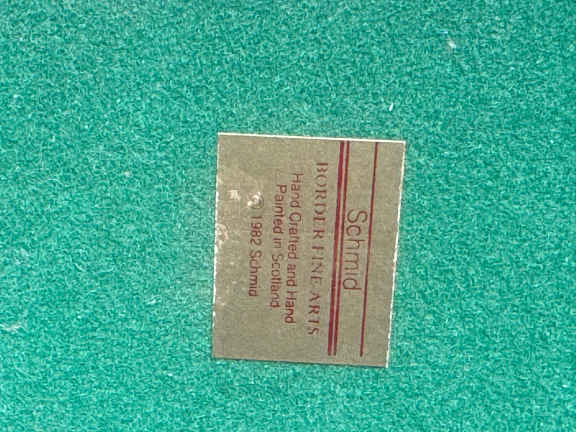 Schmid
BORDER FINE ARTS
Hand Crafted and Hand
Painted in Scotland
© 1982 Schmid